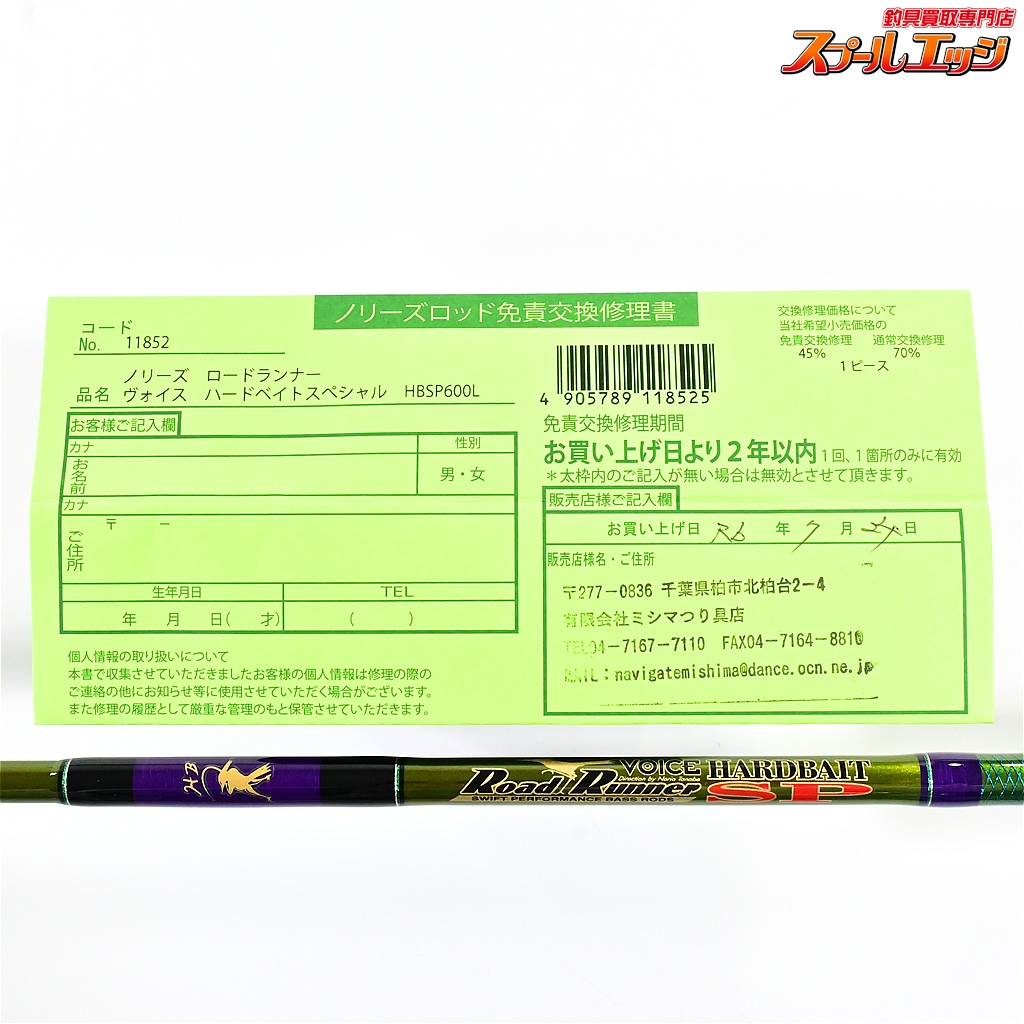 釣具買取専門店
スプールエッジ
ノリーズロッド免責交換修理書
コード
No. 11852
ノリーズ ロードランナー
品名 ヴォイス ハードベイトスペシャル HBSP600L
お客様ご記入欄
カナ
性別
お名前
男・女
カナ
〒 －
ご住所
生年月日 TEL
年 月 日( 才) ( )
個人情報の取り扱いについて
本書で収集させていただきましたお客様の個人情報は修理の際の
ご連絡の他にお知らせ等に使用させていただく場合がございます。
また修理の履歴として厳重な管理のもと保管させていただきます。
交換修理価格について
当社希望小売価格の
免責交換修理 通常交換修理
45% 70%
1ピース
4 905789 118525
免責交換修理期間
お買い上げ日より２年以内 1回、1箇所のみに有効
＊太枠内のご記入が無い場合は無効とさせて頂きます。
販売店様ご記入欄
お買い上げ日 R6 年 7 月 日
販売店様名・ご住所
〒277-0836 千葉県柏市北柏台2-4
有限会社ミシマつり具店
TEL04-7167-7110 FAX04-7164-8810
MAIL：navigatemishima@dance.ocn.ne.jp
HB
VOICE
Direction by Norio Tanabe
Road Runner
SWIFT PERFORMANCE BASS RODS
HARDBAIT
SP